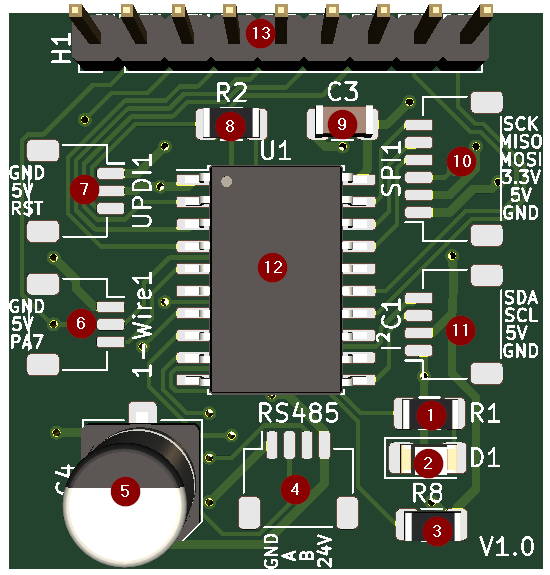 H1
13
R2
C3
8
9
U1
SPI1
10
SCK
MISO
MOSI
3.3V
5V
GND
GND
5V
RST
7
UPDI1
12
GND
5V
PA7
6
1-Wire1
I²C1
11
SDA
SCL
5V
GND
RS485
1
R1
2
D1
C4
5
4
R8
3
GND
A
B
24V
V1.0